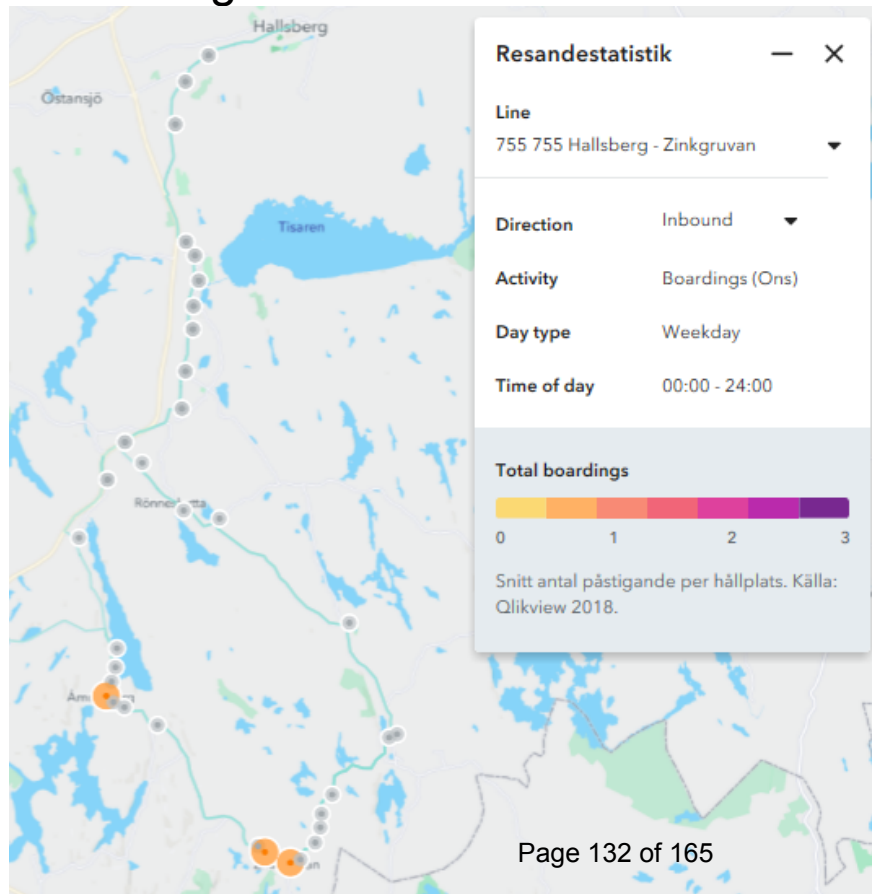 Hallsberg
Östansjö
Tisaren
Resandestatistik
Line
755 755 Hallsberg - Zinkgruvan
Direction Inbound
Activity Boardings (Ons)
Day type Weekday
Time of day 00:00 - 24:00
Total boardings
0 1 2 3
Snitt antal påstigande per hållplats. Källa:
Qlikview 2018.
Page 132 of 165